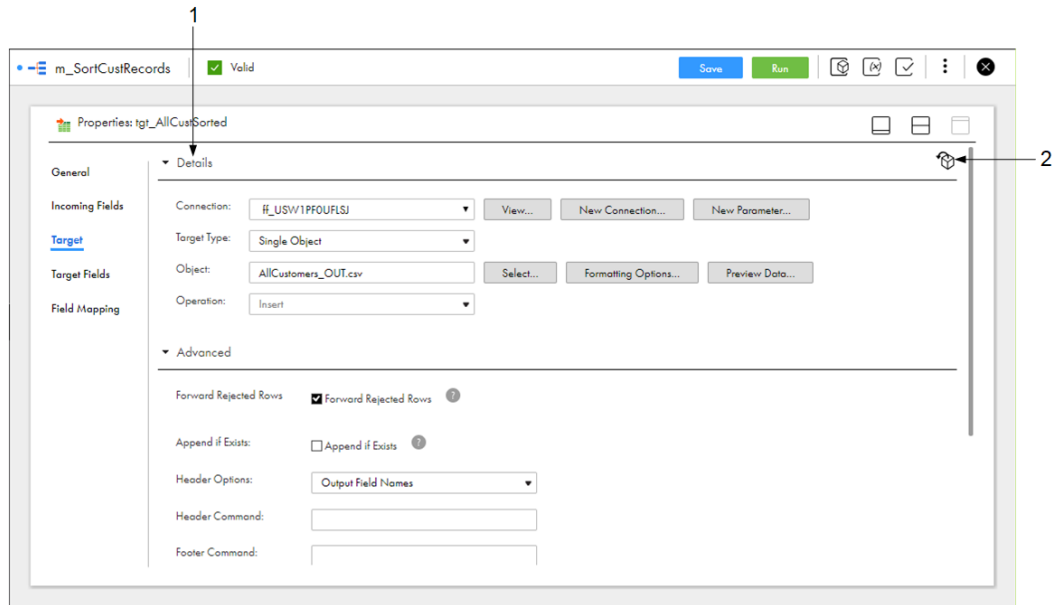 1
m_SortCustRecords Valid Save Run
Properties: tgt_AllCustSorted
Details 2
General
Incoming Fields
Target
Target Fields
Field Mapping
Connection: ff_USW1PF0UFLSJ View... New Connection... New Parameter...
Target Type: Single Object
Object: AllCustomers_OUT.csv Select... Formatting Options... Preview Data...
Operation: Insert
Advanced
Forward Rejected Rows Forward Rejected Rows ?
Append if Exists: Append if Exists ?
Header Options: Output Field Names
Header Command:
Footer Command: